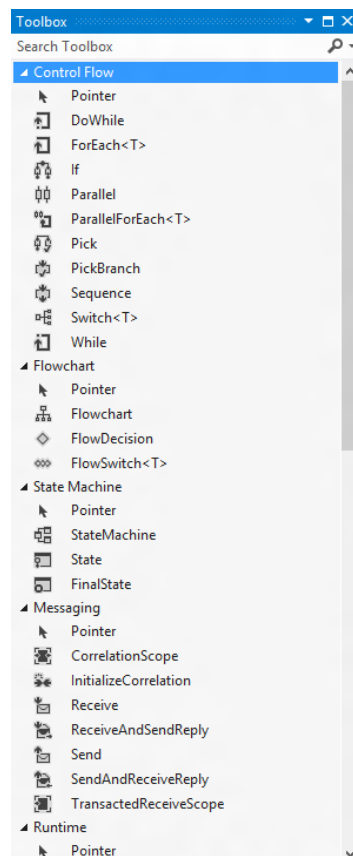 Toolbox
Search Toolbox
Control Flow
Pointer
DoWhile
ForEach<T>
If
Parallel
ParallelForEach<T>
Pick
PickBranch
Sequence
Switch<T>
While
Flowchart
Pointer
Flowchart
FlowDecision
FlowSwitch<T>
State Machine
Pointer
StateMachine
State
FinalState
Messaging
Pointer
CorrelationScope
InitializeCorrelation
Receive
ReceiveAndSendReply
Send
SendAndReceiveReply
TransactedReceiveScope
Runtime
Pointer